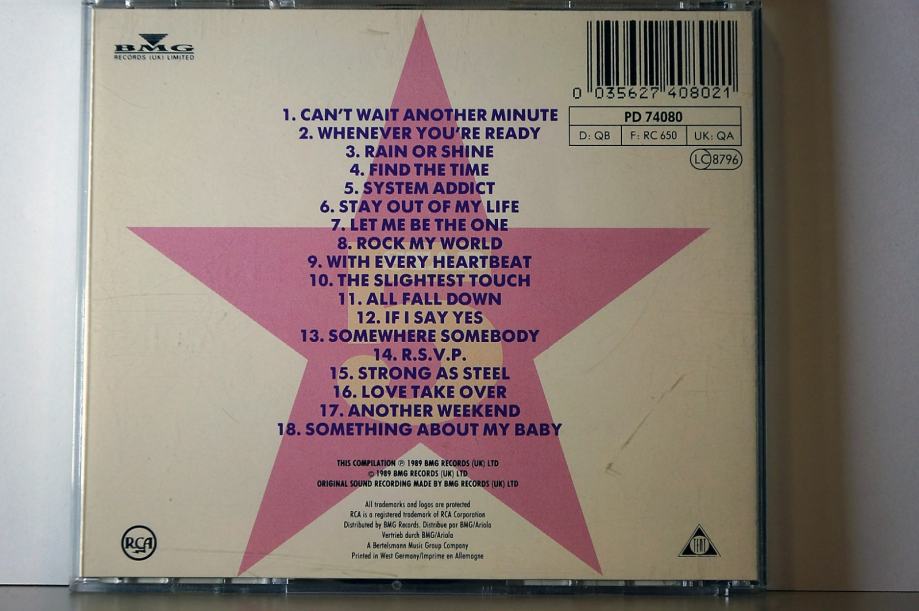 BMG
RECORDS (UK) LIMITED
0 035627 408021
PD 74080
D: QB F: RC 650 UK: QA
LC 8796
1. CAN'T WAIT ANOTHER MINUTE
2. WHENEVER YOU'RE READY
3. RAIN OR SHINE
4. FIND THE TIME
5. SYSTEM ADDICT
6. STAY OUT OF MY LIFE
7. LET ME BE THE ONE
8. ROCK MY WORLD
9. WITH EVERY HEARTBEAT
10. THE SLIGHTEST TOUCH
11. ALL FALL DOWN
12. IF I SAY YES
13. SOMEWHERE SOMEBODY
14. R.S.V.P.
15. STRONG AS STEEL
16. LOVE TAKE OVER
17. ANOTHER WEEKEND
18. SOMETHING ABOUT MY BABY
5
THIS COMPILATION ℗ 1989 BMG RECORDS (UK) LTD
© 1989 BMG RECORDS (UK) LTD
ORIGINAL SOUND RECORDING MADE BY BMG RECORDS (UK) LTD
All trademarks and logos are protected
RCA is a registered trademark of RCA Corporation
Distributed by BMG Records. Distribue par BMG/Ariola
Vertrieb durch BMG/Ariola
A Bertelsmann Music Group Company
Printed in West Germany/Imprime en Allemagne
RCA
TENT